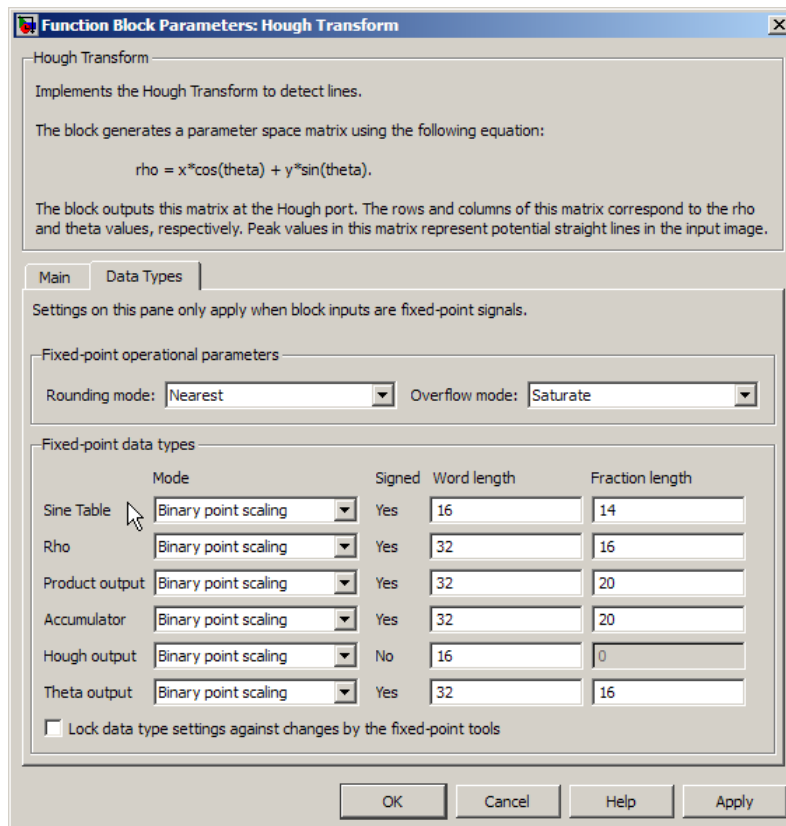 Function Block Parameters: Hough Transform
Hough Transform
Implements the Hough Transform to detect lines.
The block generates a parameter space matrix using the following equation:
rho = x*cos(theta) + y*sin(theta).
The block outputs this matrix at the Hough port. The rows and columns of this matrix correspond to the rho
and theta values, respectively. Peak values in this matrix represent potential straight lines in the input image.
Main Data Types
Settings on this pane only apply when block inputs are fixed-point signals.
Fixed-point operational parameters
Rounding mode: Nearest Overflow mode: Saturate
Fixed-point data types
Mode Signed Word length Fraction length
Sine Table Binary point scaling Yes 16 14
Rho Binary point scaling Yes 32 16
Product output Binary point scaling Yes 32 20
Accumulator Binary point scaling Yes 32 20
Hough output Binary point scaling No 16 0
Theta output Binary point scaling Yes 32 16
Lock data type settings against changes by the fixed-point tools
OK Cancel Help Apply